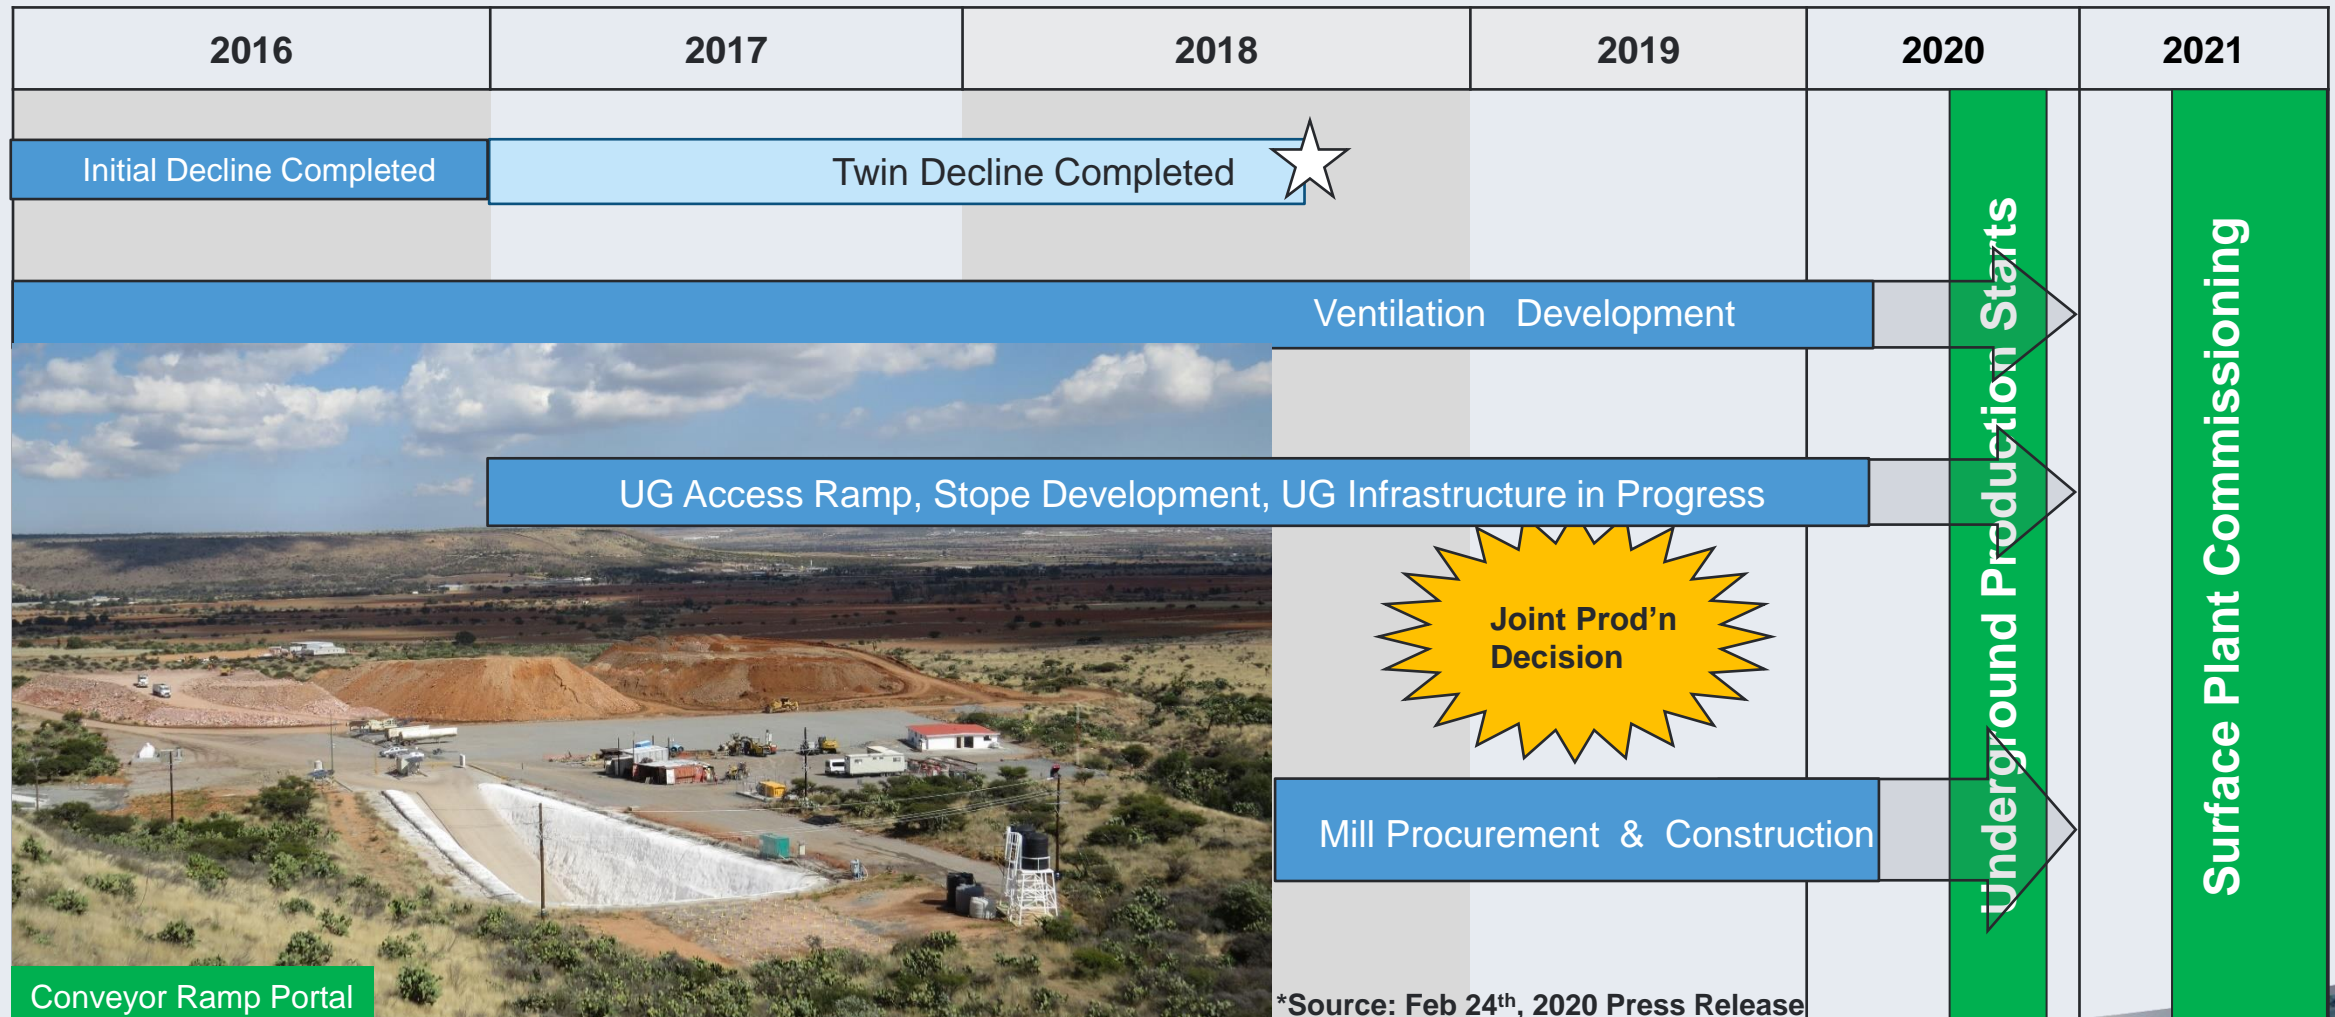 2016 2017 2018 2019 2020 2021
Initial Decline Completed
Twin Decline Completed
Ventilation Development
UG Access Ramp, Stope Development, UG Infrastructure in Progress
Joint Prod'n
Decision
Mill Procurement & Construction
Underground Production Starts
Surface Plant Commissioning
Conveyor Ramp Portal
*Source: Feb 24th, 2020 Press Release